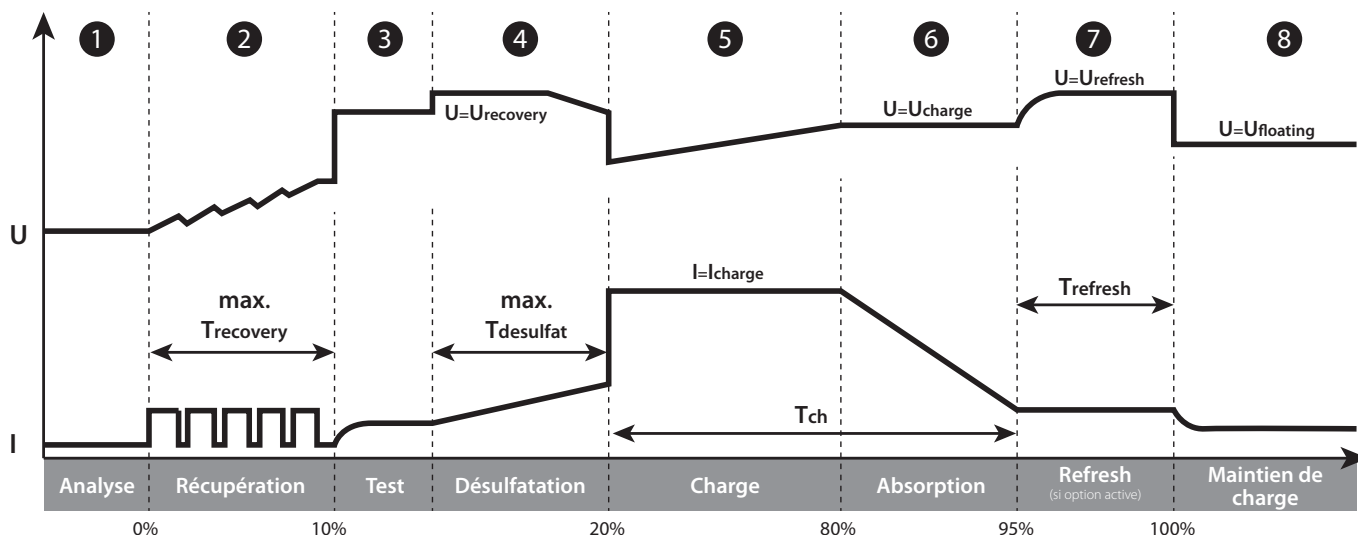 1 2 3 4 5 6 7 8
U=Urefresh
U=Urecovery
U=Ucharge
U=Ufloating
U
I=Icharge
max.
Trecovery
max.
Tdesulfat
Trefresh
Tch
I
Analyse
Récupération
Test
Désulfatation
Charge
Absorption
Refresh
(si option active)
Maintien de
charge
0% 10% 20% 80% 95% 100%